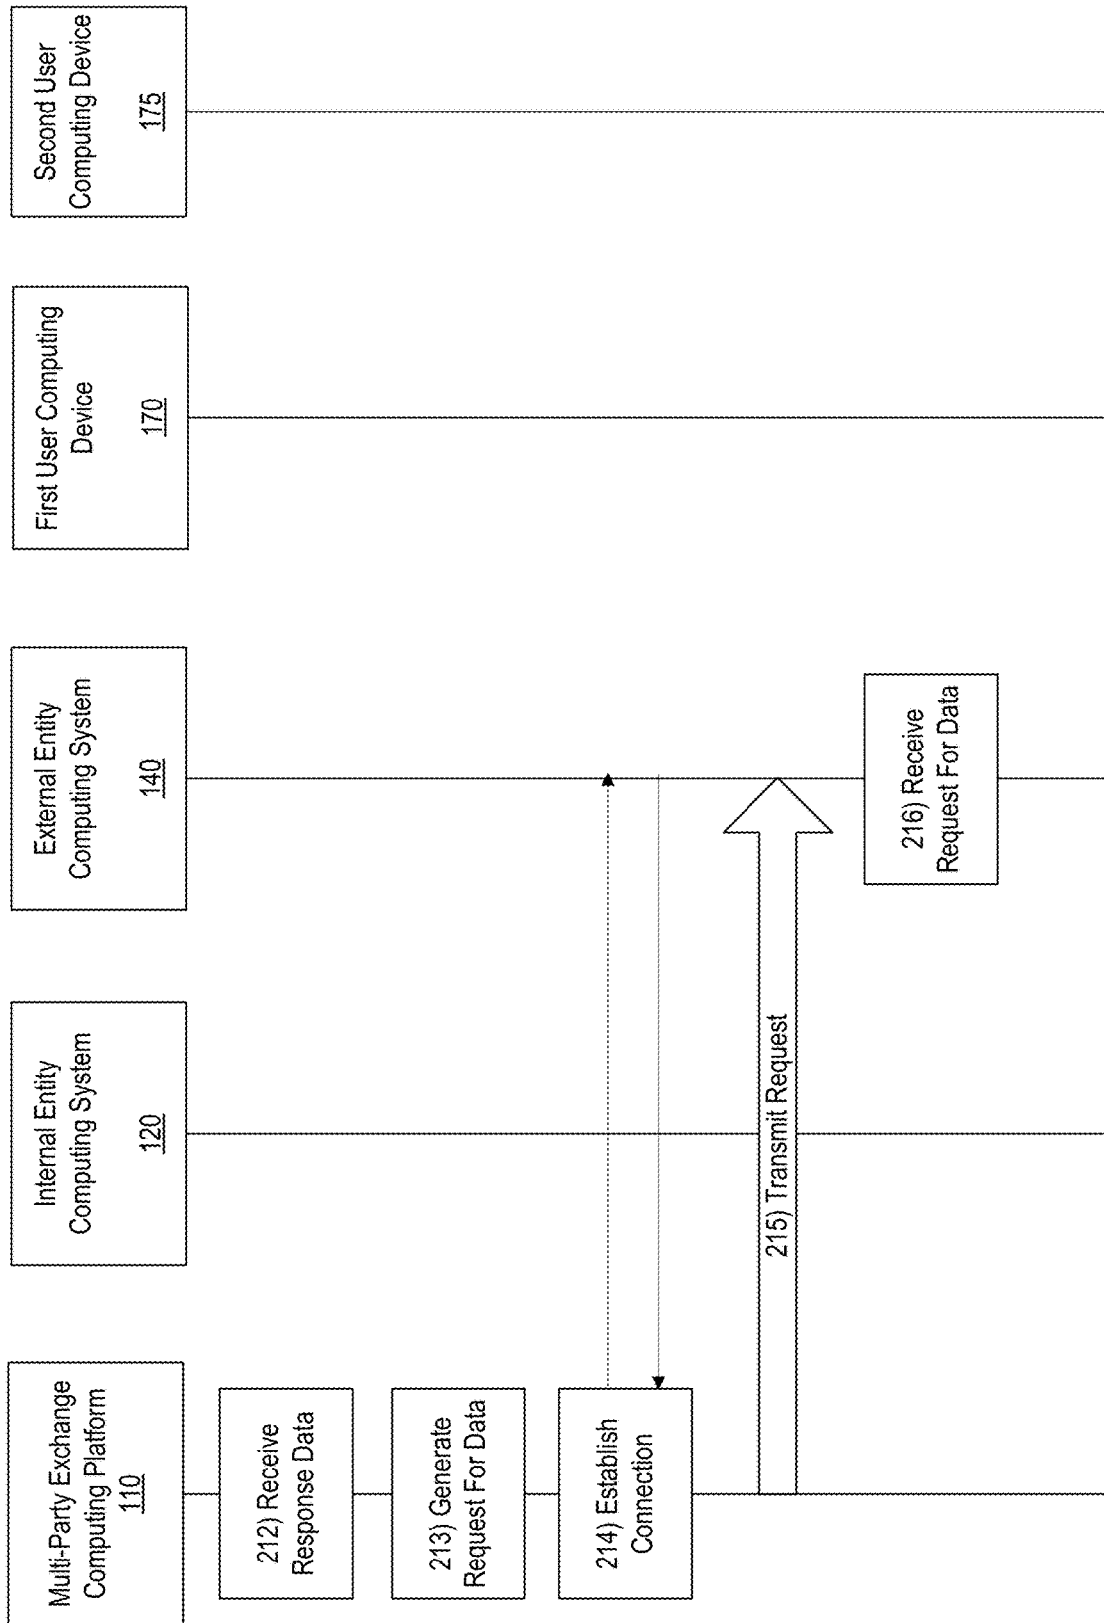 Multi-Party Exchange
Computing Platform
110
Internal Entity
Computing System
120
External Entity
Computing System
140
First User Computing
Device
170
Second User
Computing Device
175
212) Receive
Response Data
213) Generate
Request For Data
214) Establish
Connection
215) Transmit Request
216) Receive
Request For Data